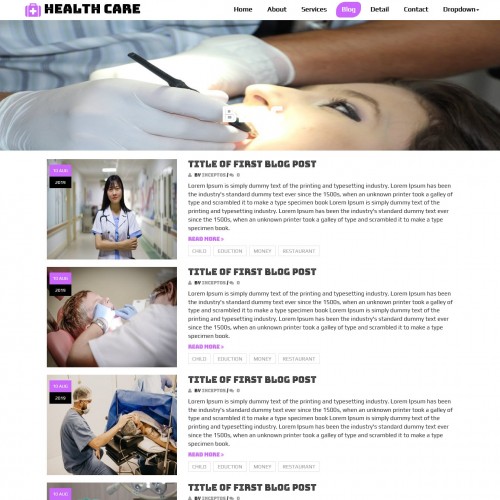 HEALTH CARE
Home About Services Blog Detail Contact Dropdown
TITLE OF FIRST BLOG POST
10 AUG
2019
BY INCEPTOS | 0
Lorem Ipsum is simply dummy text of the printing and typesetting industry. Lorem Ipsum has been
the industry's standard dummy text ever since the 1500s, when an unknown printer took a galley of
type and scrambled it to make a type specimen book Lorem Ipsum is simply dummy text of the
printing and typesetting industry. Lorem Ipsum has been the industry's standard dummy text ever
since the 1500s, when an unknown printer took a galley of type and scrambled it to make a type
specimen book.
READ MORE >
CHILD EDUCTION MONEY RESTAURANT
TITLE OF FIRST BLOG POST
10 AUG
2019
BY INCEPTOS | 0
Lorem Ipsum is simply dummy text of the printing and typesetting industry. Lorem Ipsum has been
the industry's standard dummy text ever since the 1500s, when an unknown printer took a galley of
type and scrambled it to make a type specimen book Lorem Ipsum is simply dummy text of the
printing and typesetting industry. Lorem Ipsum has been the industry's standard dummy text ever
since the 1500s, when an unknown printer took a galley of type and scrambled it to make a type
specimen book.
READ MORE >
CHILD EDUCTION MONEY RESTAURANT
TITLE OF FIRST BLOG POST
10 AUG
2019
BY INCEPTOS | 0
Lorem Ipsum is simply dummy text of the printing and typesetting industry. Lorem Ipsum has been
the industry's standard dummy text ever since the 1500s, when an unknown printer took a galley of
type and scrambled it to make a type specimen book Lorem Ipsum is simply dummy text of the
printing and typesetting industry. Lorem Ipsum has been the industry's standard dummy text ever
since the 1500s, when an unknown printer took a galley of type and scrambled it to make a type
specimen book.
READ MORE >
CHILD EDUCTION MONEY RESTAURANT
TITLE OF FIRST BLOG POST
10 AUG
BY INCEPTOS | 0